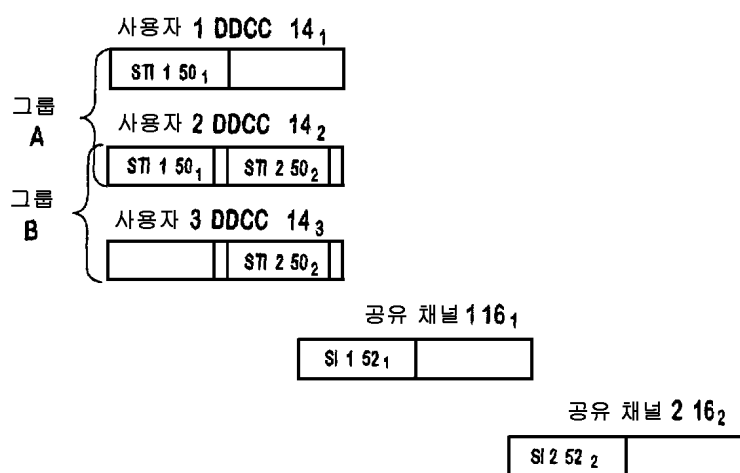 사용자 1 DDCC 14₁
STI 1 50₁
그룹
A
사용자 2 DDCC 14₂
STI 1 50₁ STI 2 50₂
그룹
B
사용자 3 DDCC 14₃
STI 2 50₂
공유 채널 1 16₁
SI 1 52₁
공유 채널 2 16₂
SI 2 52₂